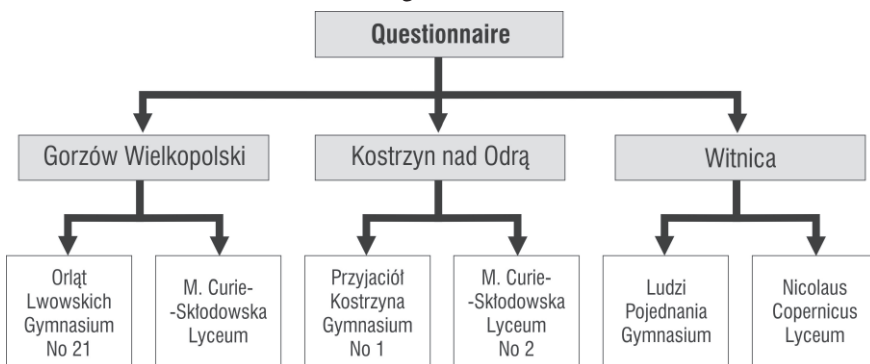 Questionnaire
Gorzów Wielkopolski
Kostrzyn nad Odrą
Witnica
Orląt
Lwowskich
Gymnasium
No 21
M. Curie-
-Skłodowska
Lyceum
Przyjaciół
Kostrzyna
Gymnasium
No 1
M. Curie-
-Skłodowska
Lyceum
No 2
Ludzi
Pojednania
Gymnasium
Nicolaus
Copernicus
Lyceum